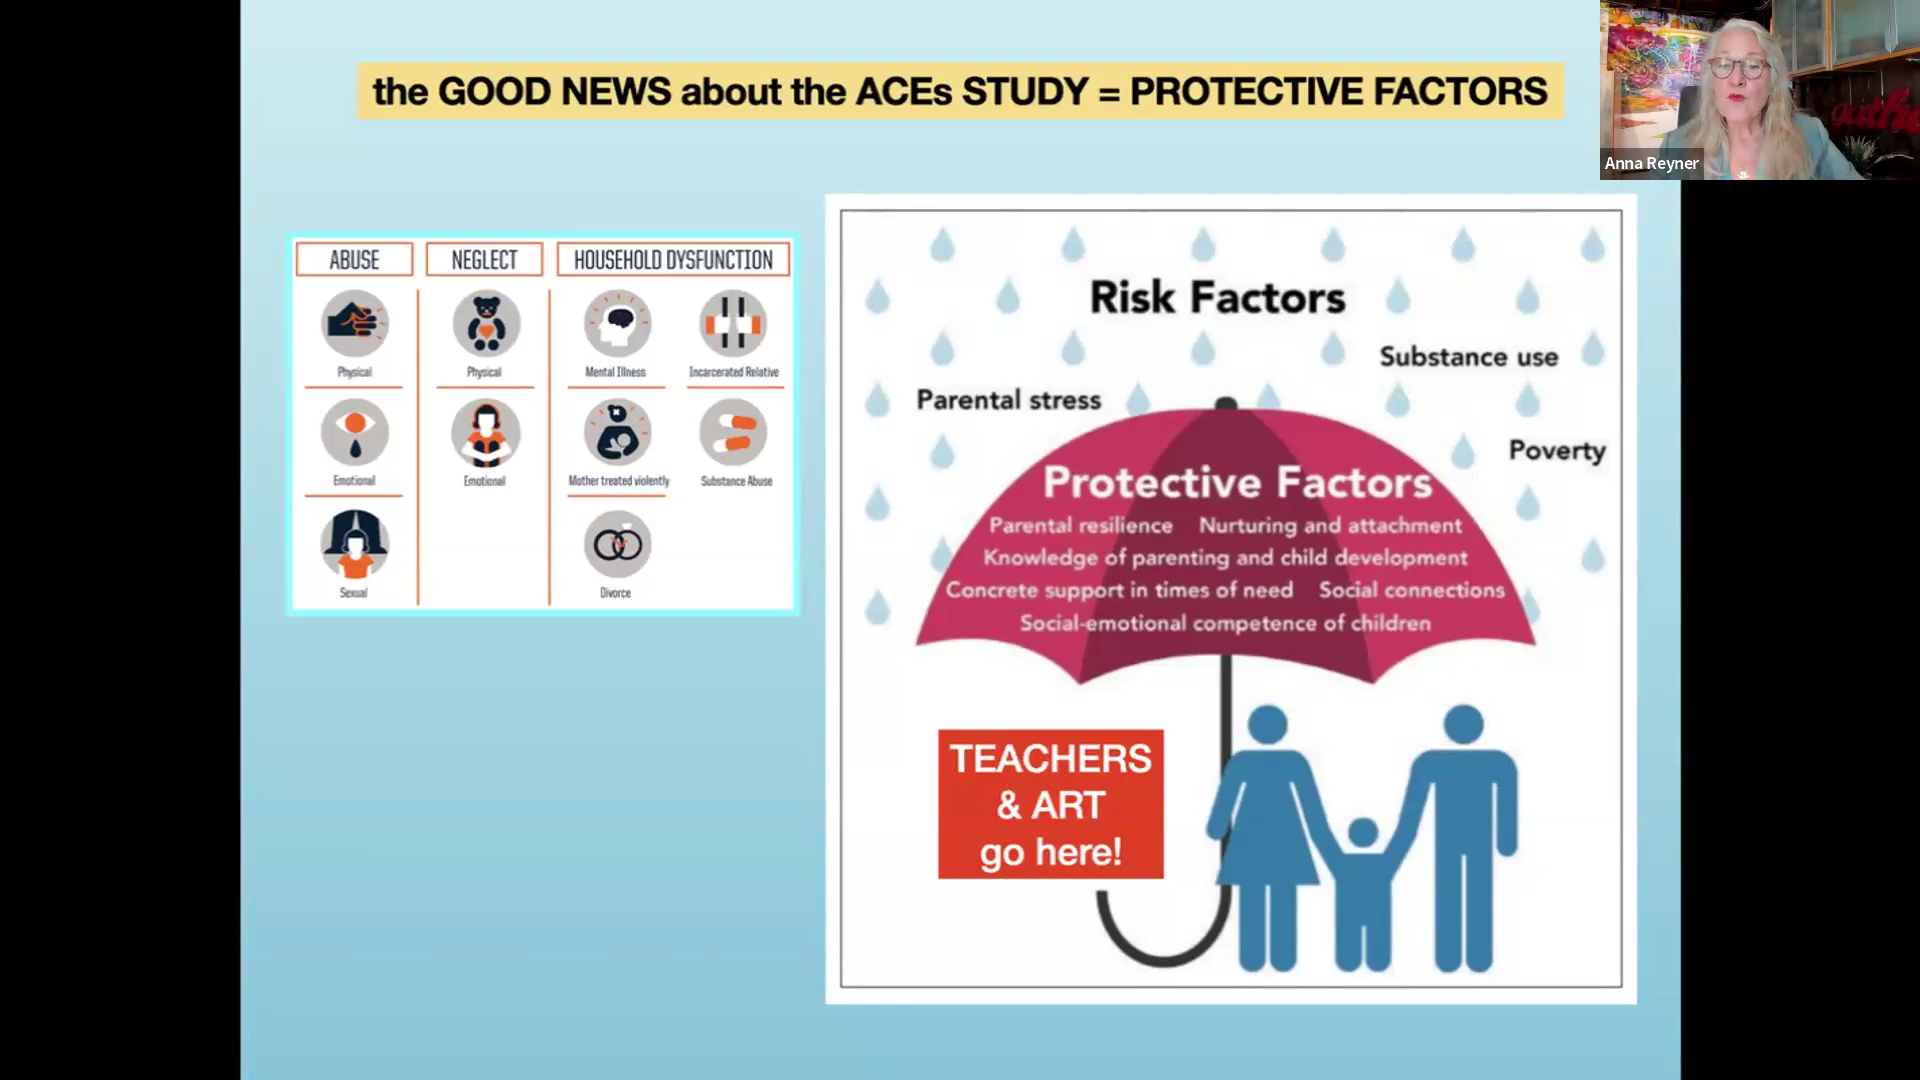 the GOOD NEWS about the ACEs STUDY = PROTECTIVE FACTORS
Anna Reyner
ABUSE
NEGLECT
HOUSEHOLD DYSFUNCTION
Physical
Physical
Mental Illness
Incarcerated Relative
Emotional
Emotional
Mother treated violently
Substance Abuse
Sexual
Divorce
Risk Factors
Substance use
Parental stress
Poverty
Protective Factors
Parental resilience Nurturing and attachment
Knowledge of parenting and child development
Concrete support in times of need Social connections
Social-emotional competence of children
TEACHERS
& ART
go here!